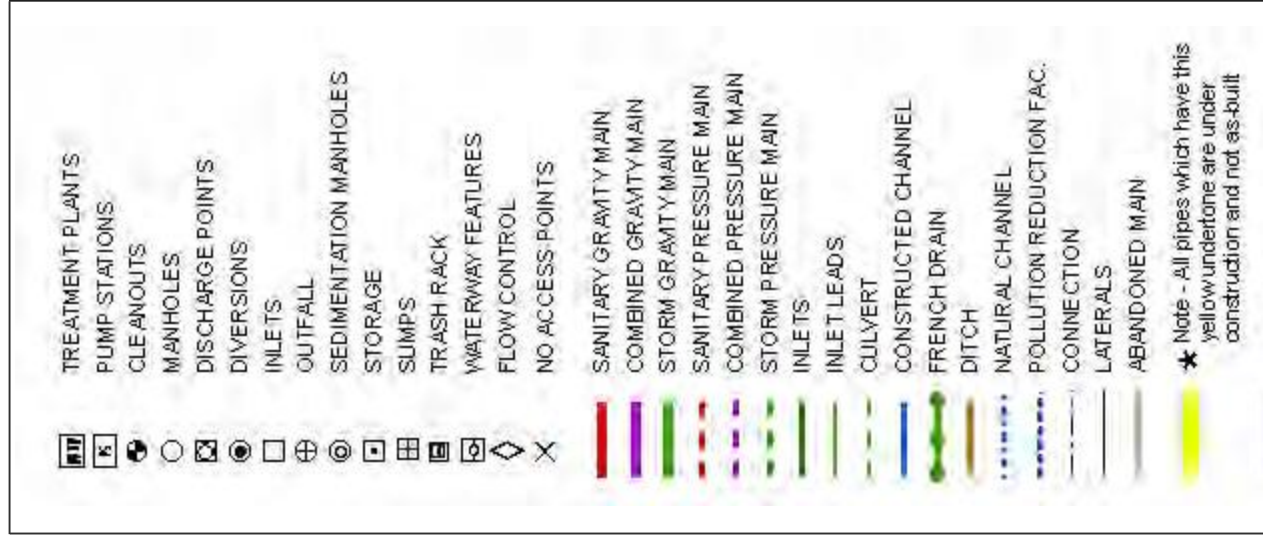 TREATMENT PLANTS
PUMP STATIONS
CLEANOUTS
MANHOLES
DISCHARGE POINTS
DIVERSIONS
INLETS
OUTFALL
SEDIMENTATION MANHOLES
STORAGE
SUMPS
TRASH RACK
WATERWAY FEATURES
FLOW CONTROL
NO ACCESS POINTS
SANITARY GRAVITY MAIN
COMBINED GRAVITY MAIN
STORM GRAVITY MAIN
SANITARY PRESSURE MAIN
COMBINED PRESSURE MAIN
STORM PRESSURE MAIN
INLETS
INLET LEADS
CULVERT
CONSTRUCTED CHANNEL
FRENCH DRAIN
DITCH
NATURAL CHANNEL
POLLUTION REDUCTION FAC.
CONNECTION
LATERALS
ABANDONED MAIN
* Note - All pipes which have this
yellow undertone are under
construction and not as-built